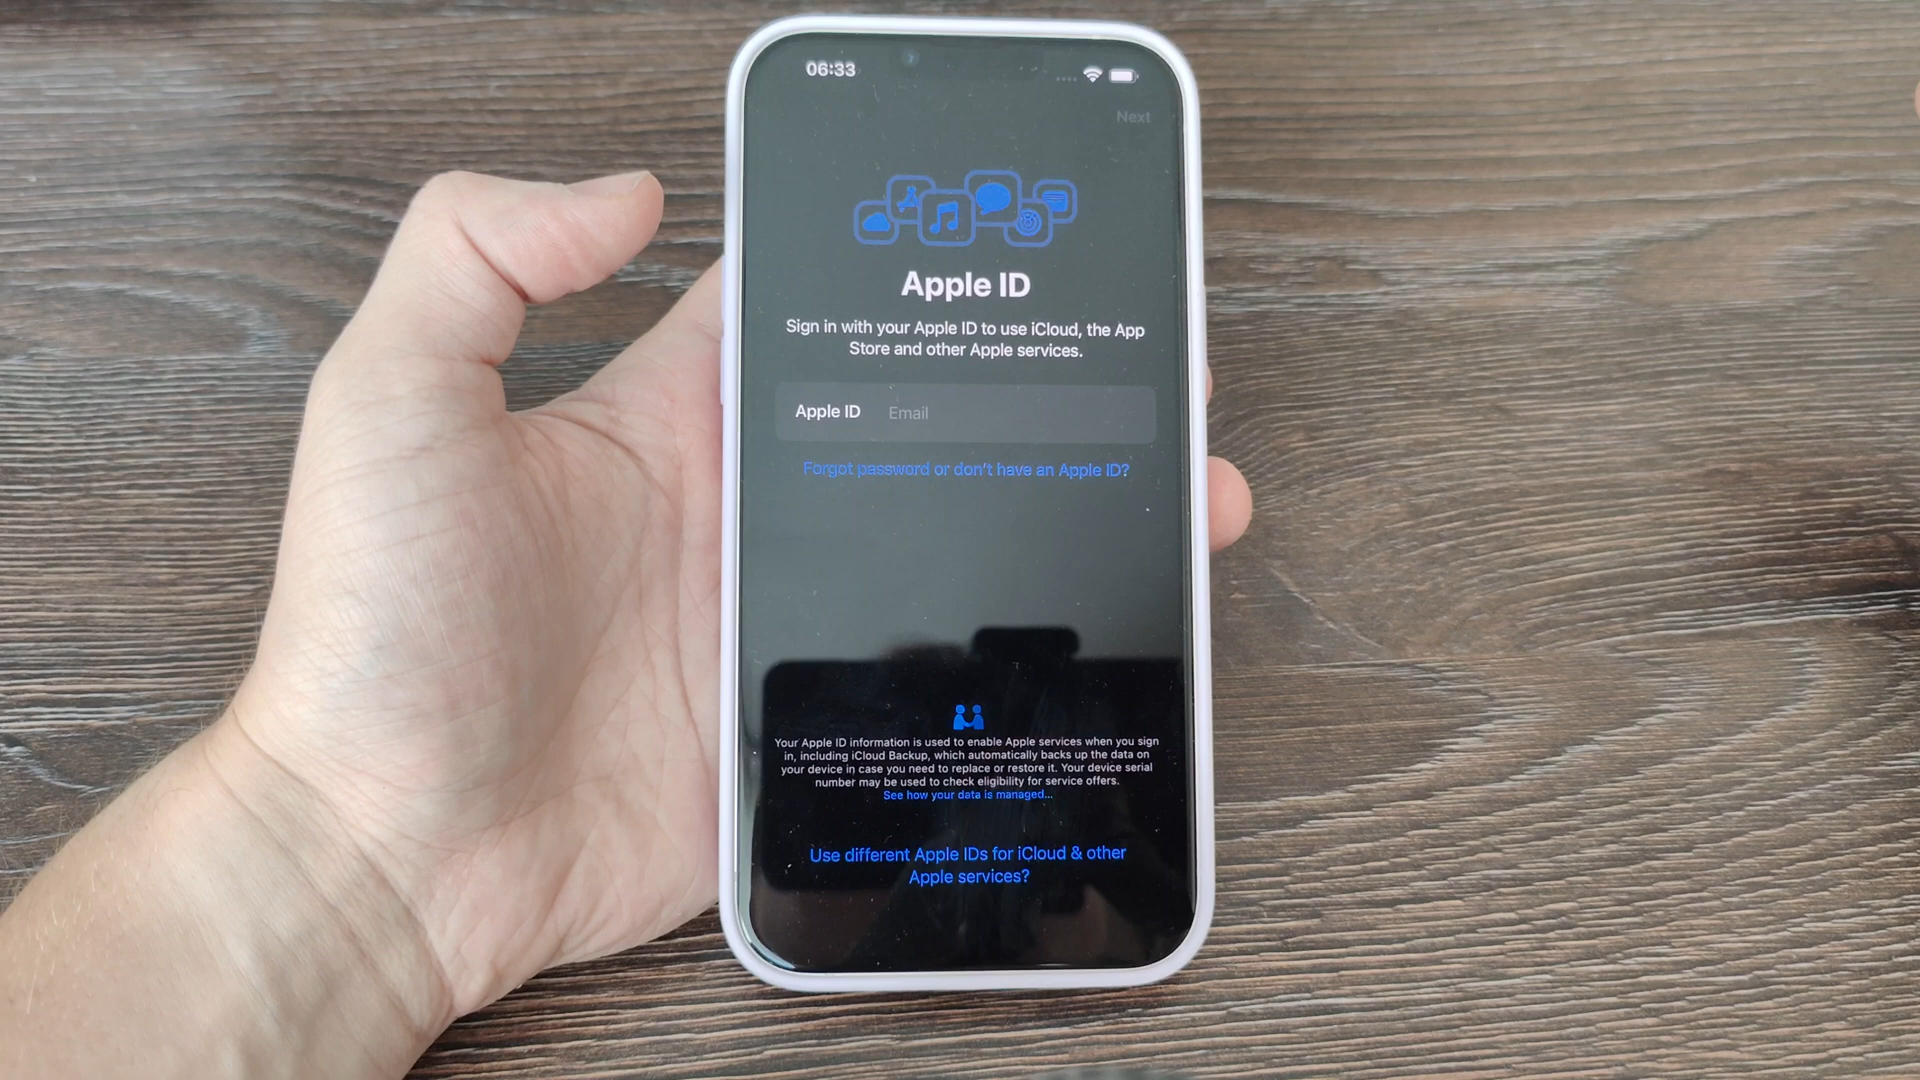 06:33
Next
Apple ID
Sign in with your Apple ID to use iCloud, the App
Store and other Apple services.
Apple ID Email
Forgot password or don't have an Apple ID?
Your Apple ID information is used to enable Apple services when you sign
in, including iCloud Backup, which automatically backs up the data on
your device in case you need to replace or restore it. Your device serial
number may be used to check eligibility for service offers.
See how your data is managed...
Use different Apple IDs for iCloud & other
Apple services?